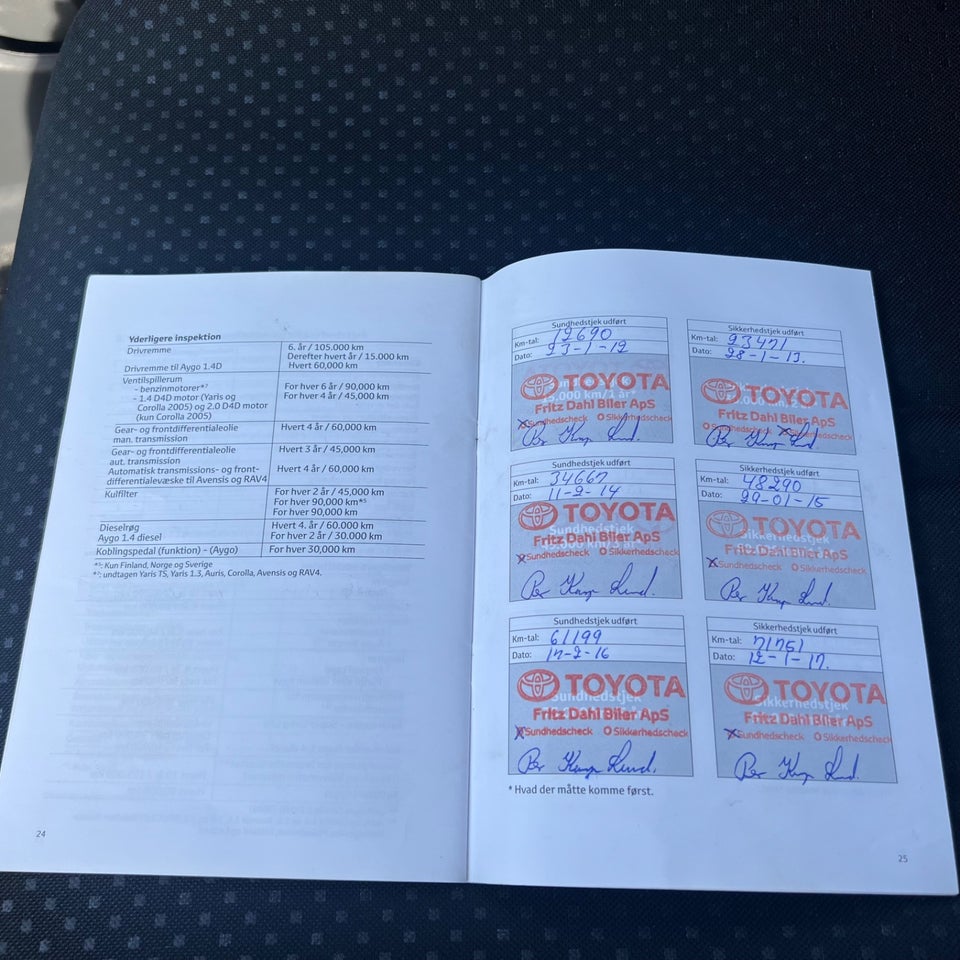 Yderligere inspektion
Drivremme
6. år / 105.000 km
Derefter hvert år / 15.000 km
Drivremme til Aygo 1.4D
Hvert 60,000 km
Ventilspillerum
- benzinmotorer*⁷
For hver 6 år / 90,000 km
- 1.4 D4D motor (Yaris og
For hver 4 år / 45,000 km
Corolla 2005) og 2.0 D4D motor
(kun Corolla 2005)
Gear- og frontdifferentialeolie
man. transmission
Hvert 4 år / 60,000 km
Gear- og frontdifferentialeolie
aut. transmission
Hvert 3 år / 45,000 km
Automatisk transmissions- og front-
differentialevæske til Avensis og RAV4
Hvert 4 år / 60,000 km
Kulfilter
For hver 2 år / 45,000 km
For hver 90,000 km*⁵
For hver 90,000 km
Dieselrøg
Hvert 4. år / 60.000 km
Aygo 1.4 diesel
For hver 2 år / 30.000 km
Koblingspedal (funktion) - (Aygo)
For hver 30,000 km
*⁵: Kun Finland, Norge og Sverige
*⁷: undtagen Yaris TS, Yaris 1.3, Auris, Corolla, Avensis og RAV4.
24
Sundhedstjek udført
Km-tal: 12690
Dato: 23-1-12
TOYOTA
Fritz Dahl Biler ApS
Sundhedscheck Sikkerhedscheck
Sikkerhedstjek udført
Km-tal: 23471
Dato: 28-1-13.
TOYOTA
Fritz Dahl Biler ApS
Sundhedstjek udført
Km-tal: 34667
Dato: 11-2-14
Sundhedstjek
TOYOTA
Fritz Dahl Biler ApS
Sundhedscheck Sikkerhedscheck
Sikkerhedstjek udført
Km-tal: 48290
Dato: 29-01-15
Sikkerhedstjek
TOYOTA
Fritz Dahl Biler ApS
Sundhedscheck Sikkerhedscheck
Sundhedstjek udført
Km-tal: 61199
Dato: 17-2-16
Sundhedstjek
TOYOTA
Fritz Dahl Biler ApS
Sundhedscheck Sikkerhedscheck
Sikkerhedstjek udført
Km-tal: 71751
Dato: 12-1-17.
Sikkerhedstjek
TOYOTA
Fritz Dahl Biler ApS
Sundhedscheck Sikkerhedscheck
* Hvad der måtte komme først.
25